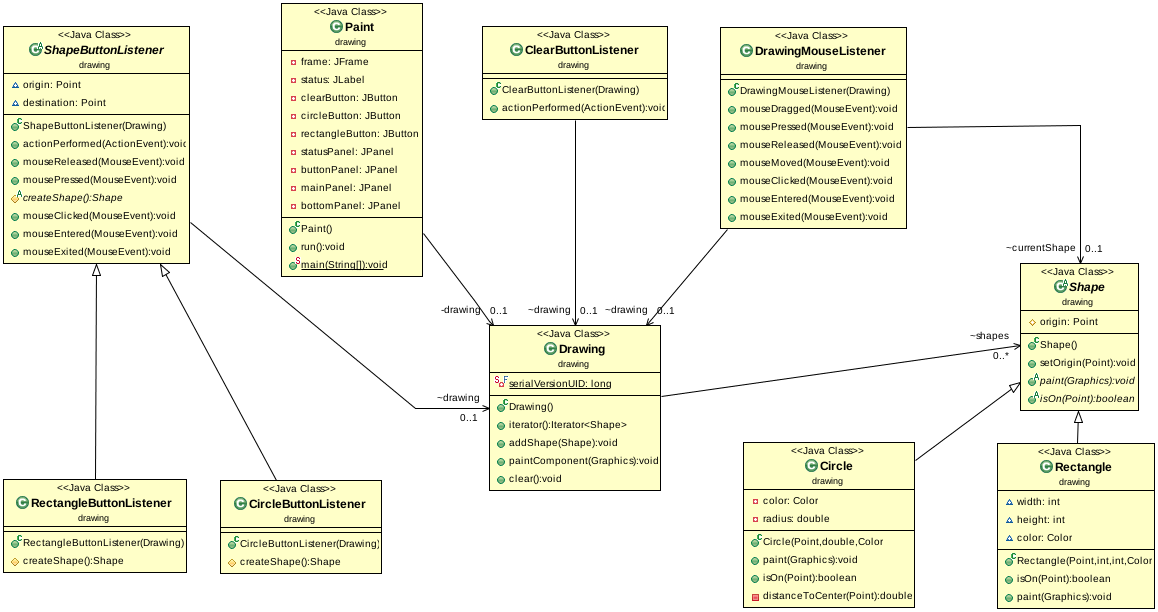 <<Java Class>>
ShapeButtonListener
drawing
origin: Point
destination: Point
ShapeButtonListener(Drawing)
actionPerformed(ActionEvent):void
mouseReleased(MouseEvent):void
mousePressed(MouseEvent):void
createShape():Shape
mouseClicked(MouseEvent):void
mouseEntered(MouseEvent):void
mouseExited(MouseEvent):void
<<Java Class>>
Paint
drawing
frame: JFrame
status: JLabel
clearButton: JButton
circleButton: JButton
rectangleButton: JButton
statusPanel: JPanel
buttonPanel: JPanel
mainPanel: JPanel
bottomPanel: JPanel
Paint()
run():void
main(String[]):void
<<Java Class>>
ClearButtonListener
drawing
ClearButtonListener(Drawing)
actionPerformed(ActionEvent):void
<<Java Class>>
DrawingMouseListener
drawing
DrawingMouseListener(Drawing)
mouseDragged(MouseEvent):void
mousePressed(MouseEvent):void
mouseReleased(MouseEvent):void
mouseMoved(MouseEvent):void
mouseClicked(MouseEvent):void
mouseEntered(MouseEvent):void
mouseExited(MouseEvent):void
~currentShape 0..1
-drawing 0..1
~drawing 0..1
~drawing 0..1
~drawing
0..1
~shapes
0..*
<<Java Class>>
Drawing
drawing
serialVersionUID: long
Drawing()
iterator():Iterator<Shape>
addShape(Shape):void
paintComponent(Graphics):void
clear():void
<<Java Class>>
Shape
drawing
origin: Point
Shape()
setOrigin(Point):void
paint(Graphics):void
isOn(Point):boolean
<<Java Class>>
RectangleButtonListener
drawing
RectangleButtonListener(Drawing)
createShape():Shape
<<Java Class>>
CircleButtonListener
drawing
CircleButtonListener(Drawing)
createShape():Shape
<<Java Class>>
Circle
drawing
color: Color
radius: double
Circle(Point,double,Color
paint(Graphics):void
isOn(Point):boolean
distanceToCenter(Point):double
<<Java Class>>
Rectangle
drawing
width: int
height: int
color: Color
Rectangle(Point,int,int,Color
isOn(Point):boolean
paint(Graphics):void